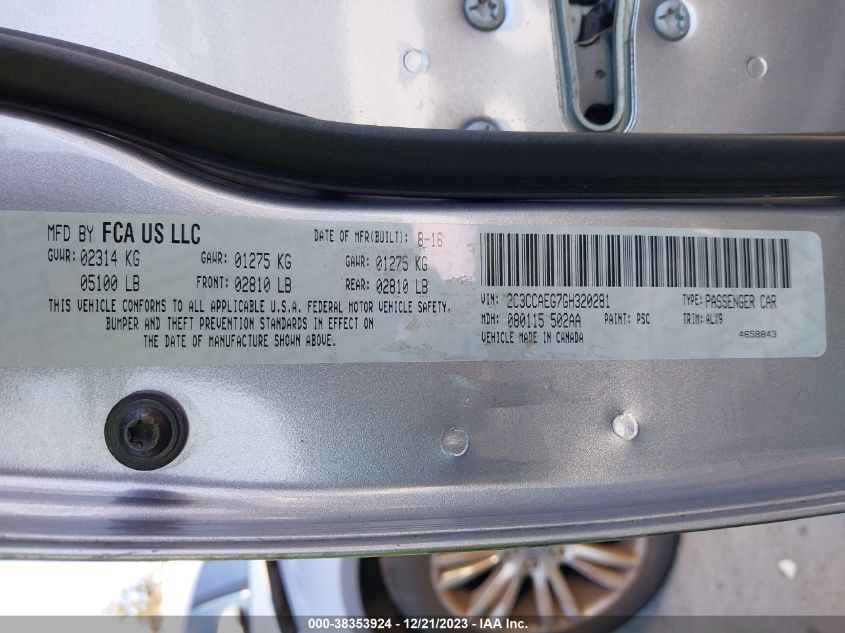 MFD BY FCA US LLC DATE OF MFR(BUILT): 8-16
GVWR: 02314 KG GAWR: 01275 KG GAWR: 01275 KG
05100 LB FRONT: 02810 LB REAR: 02810 LB
THIS VEHICLE CONFORMS TO ALL APPLICABLE U.S.A. FEDERAL MOTOR VEHICLE SAFETY,
BUMPER AND THEFT PREVENTION STANDARDS IN EFFECT ON
THE DATE OF MANUFACTURE SHOWN ABOVE.
VIN: 2C3CCAEG7GH320281 TYPE: PASSENGER CAR
MDH: 080115 502AA PAINT: PSC TRIM: ALX9
VEHICLE MADE IN CANADA 4658843
000-38353924 - 12/21/2023 - IAA Inc.